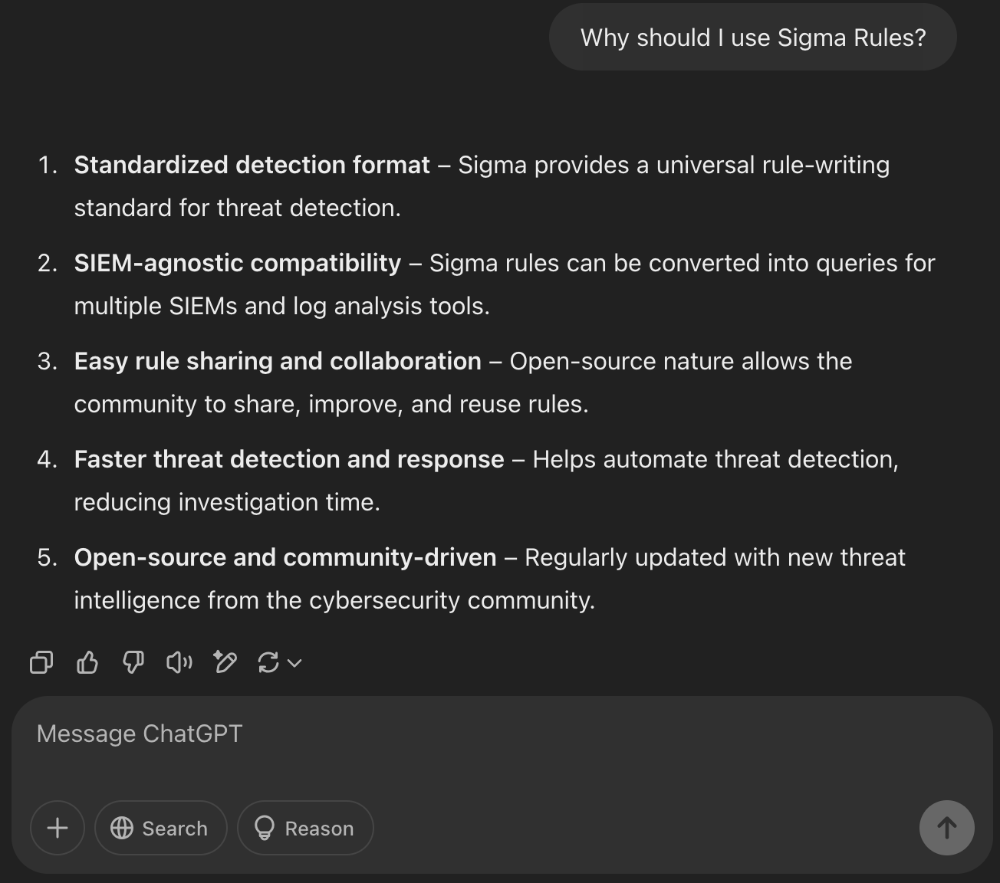 Why should I use Sigma Rules?
1. Standardized detection format – Sigma provides a universal rule-writing
standard for threat detection.
2. SIEM-agnostic compatibility – Sigma rules can be converted into queries for
multiple SIEMs and log analysis tools.
3. Easy rule sharing and collaboration – Open-source nature allows the
community to share, improve, and reuse rules.
4. Faster threat detection and response – Helps automate threat detection,
reducing investigation time.
5. Open-source and community-driven – Regularly updated with new threat
intelligence from the cybersecurity community.
Message ChatGPT
Search Reason